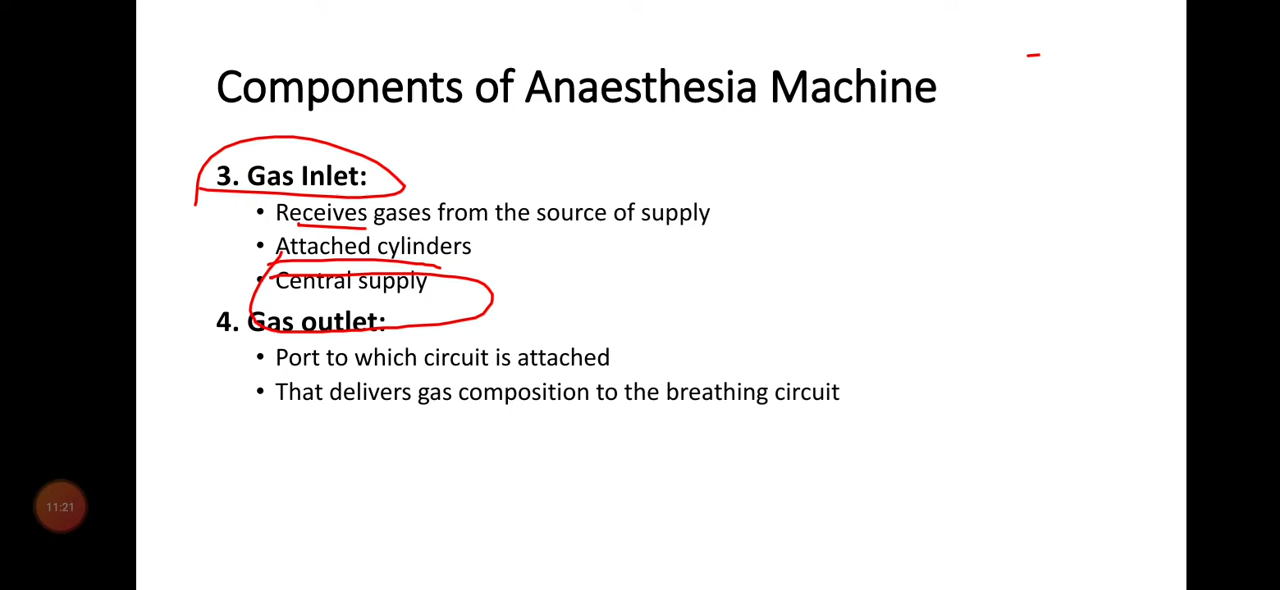 Components of Anaesthesia Machine
3. Gas Inlet:
• Receives gases from the source of supply
• Attached cylinders
• Central supply
4. Gas outlet:
• Port to which circuit is attached
• That delivers gas composition to the breathing circuit
11:21